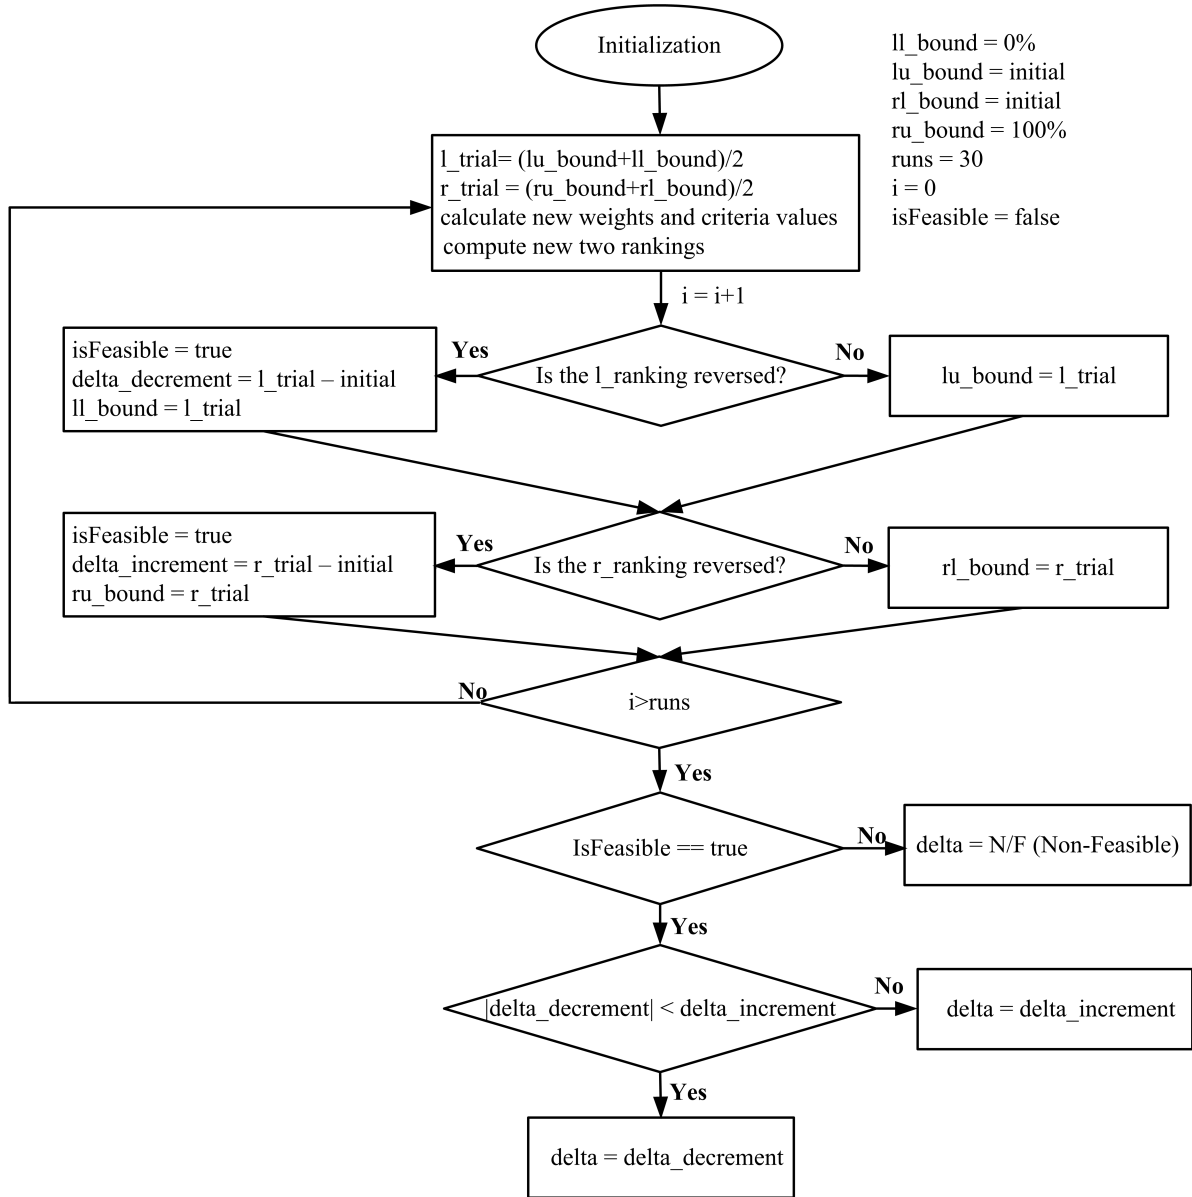 Initialization
ll_bound = 0%
lu_bound = initial
rl_bound = initial
ru_bound = 100%
runs = 30
i = 0
isFeasible = false
l_trial= (lu_bound+ll_bound)/2
r_trial = (ru_bound+rl_bound)/2
calculate new weights and criteria values
compute new two rankings
i = i+1
isFeasible = true
delta_decrement = l_trial – initial
ll_bound = l_trial
Yes
Is the l_ranking reversed?
No
lu_bound = l_trial
isFeasible = true
delta_increment = r_trial – initial
ru_bound = r_trial
Yes
Is the r_ranking reversed?
No
rl_bound = r_trial
No
i>runs
Yes
IsFeasible == true
No
delta = N/F (Non-Feasible)
Yes
|delta_decrement| < delta_increment
No
delta = delta_increment
Yes
delta = delta_decrement